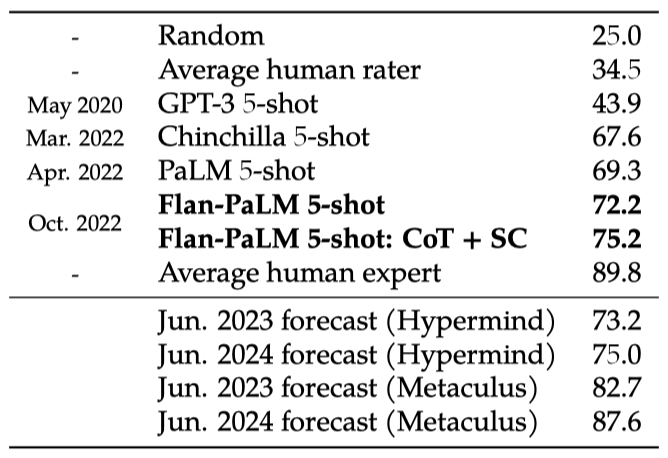 - Random 25.0
- Average human rater 34.5
May 2020 GPT-3 5-shot 43.9
Mar. 2022 Chinchilla 5-shot 67.6
Apr. 2022 PaLM 5-shot 69.3
Oct. 2022 Flan-PaLM 5-shot 72.2
Flan-PaLM 5-shot: CoT + SC 75.2
- Average human expert 89.8
Jun. 2023 forecast (Hypermind) 73.2
Jun. 2024 forecast (Hypermind) 75.0
Jun. 2023 forecast (Metaculus) 82.7
Jun. 2024 forecast (Metaculus) 87.6